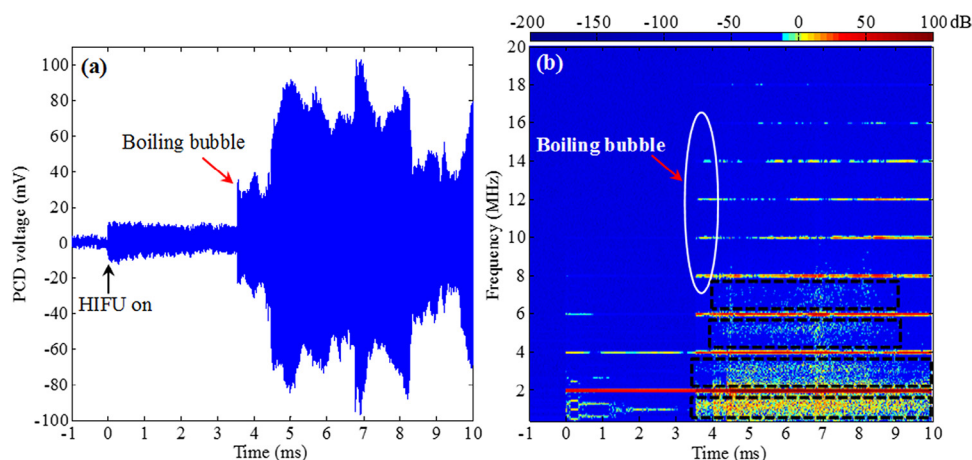 -200 -150 -100 -50 0 50 100 dB
(a)
100
80
60
40
20
0
-20
-40
-60
-80
-100
PCD voltage (mV)
Boiling bubble
HIFU on
-1 0 1 2 3 4 5 6 7 8 9 10
Time (ms)
(b)
20
18
16
14
12
10
8
6
4
2
Frequency (MHz)
Boiling bubble
-1 0 1 2 3 4 5 6 7 8 9 10
Time (ms)